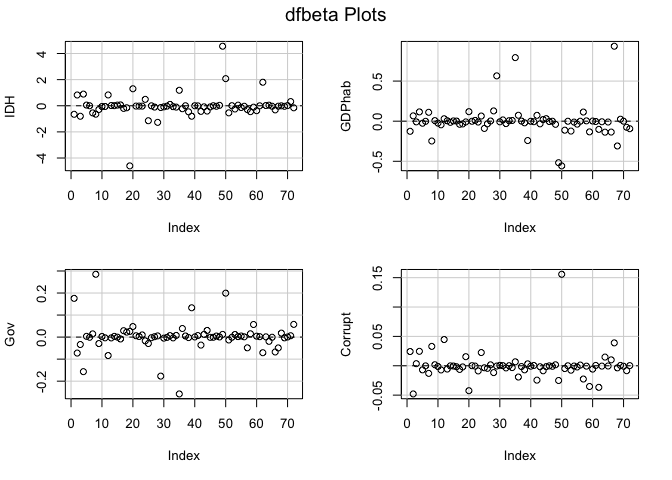 dfbeta Plots
IDH
4
2
0
-2
-4
0 10 20 30 40 50 60 70
Index
GDPhab
0.5
0.0
-0.5
0 10 20 30 40 50 60 70
Index
Gov
0.2
0.0
-0.2
0 10 20 30 40 50 60 70
Index
Corrupt
0.15
0.05
-0.05
0 10 20 30 40 50 60 70
Index